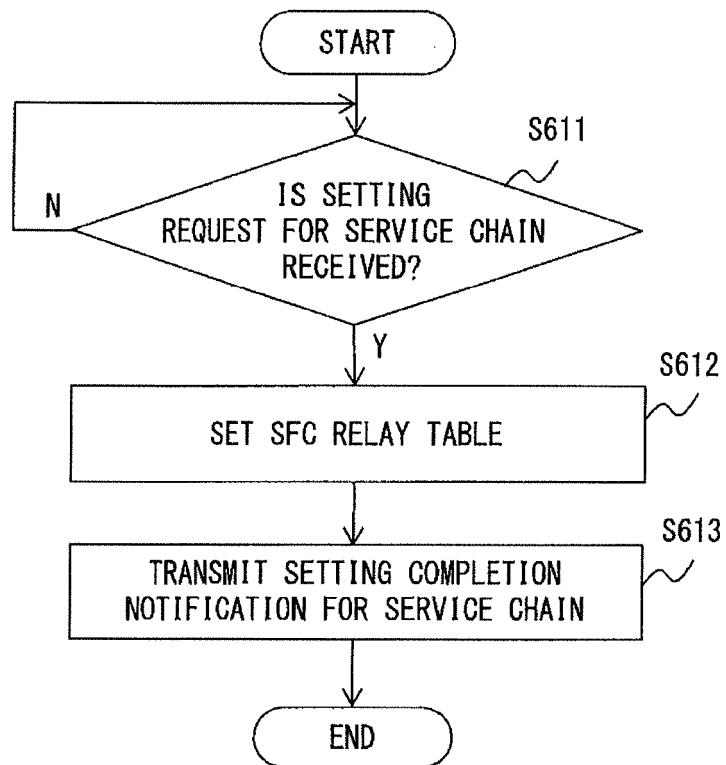 START
S611
IS SETTING
REQUEST FOR SERVICE CHAIN
RECEIVED?
N
Y
S612
SET SFC RELAY TABLE
S613
TRANSMIT SETTING COMPLETION
NOTIFICATION FOR SERVICE CHAIN
END